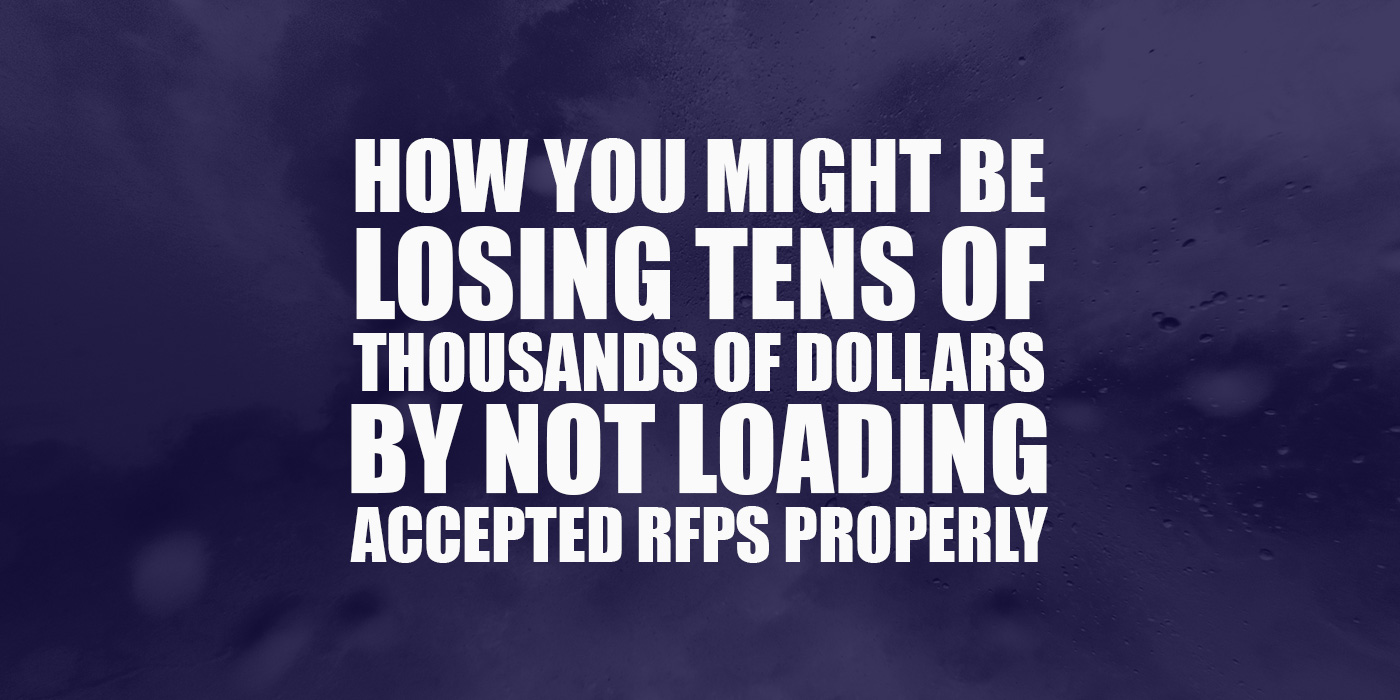 HOW YOU MIGHT BE
LOSING TENS OF
THOUSANDS OF DOLLARS
BY NOT LOADING
ACCEPTED RFPS PROPERLY